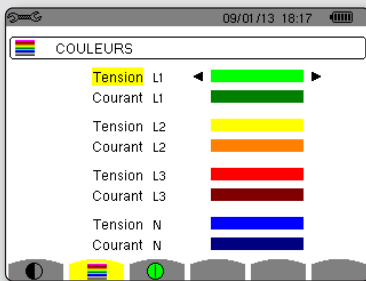 09/01/13 18:17
COULEURS
Tension L1
Courant L1
Tension L2
Courant L2
Tension L3
Courant L3
Tension N
Courant N